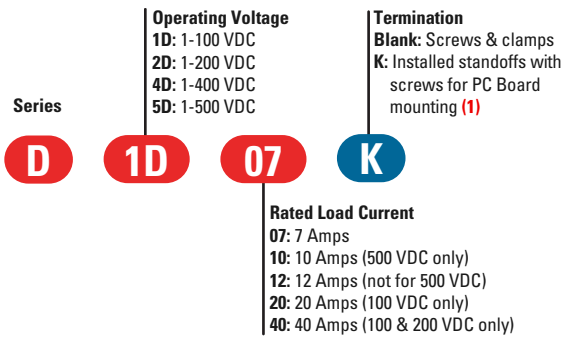 Operating Voltage
1D: 1-100 VDC
2D: 1-200 VDC
4D: 1-400 VDC
5D: 1-500 VDC
Termination
Blank: Screws & clamps
K: Installed standoffs with
screws for PC Board
mounting (1)
Series
D 1D 07 K
Rated Load Current
07: 7 Amps
10: 10 Amps (500 VDC only)
12: 12 Amps (not for 500 VDC)
20: 20 Amps (100 VDC only)
40: 40 Amps (100 & 200 VDC only)